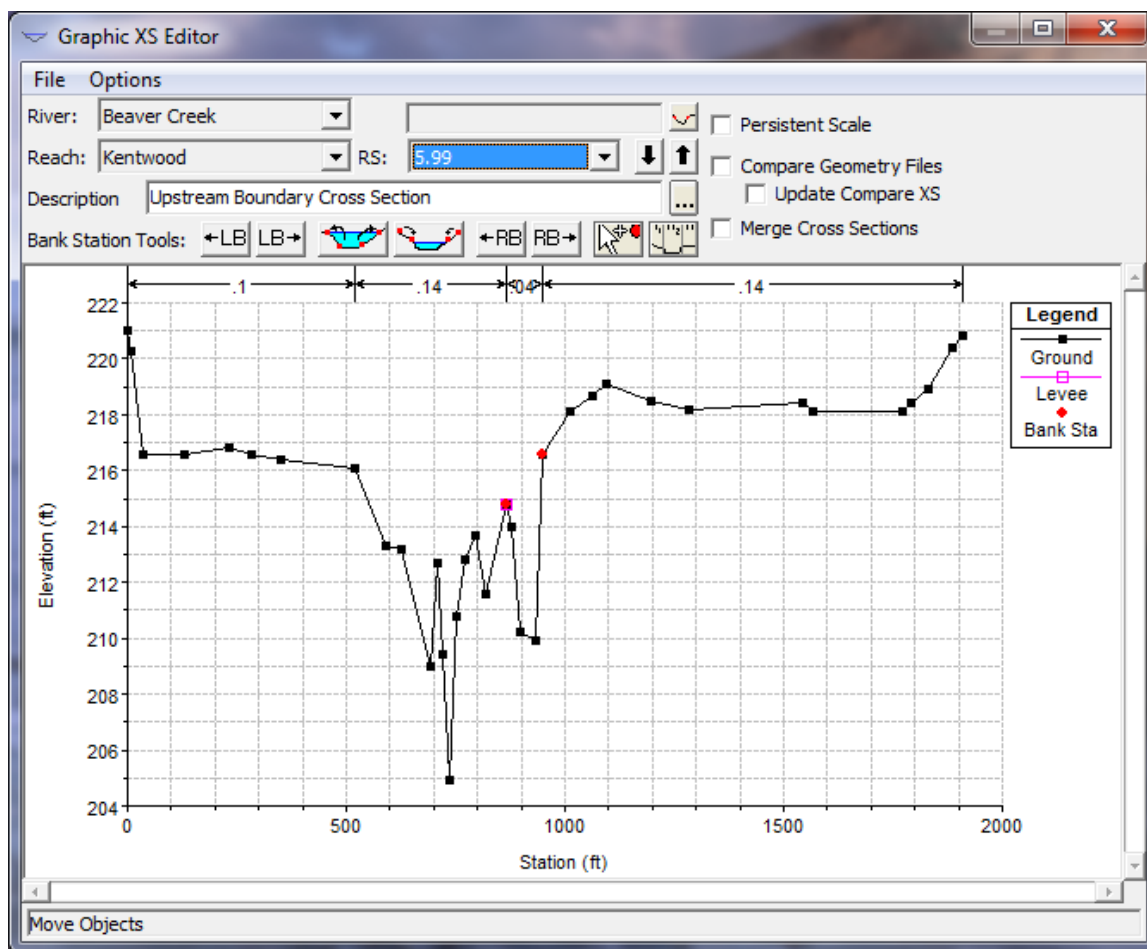 Graphic XS Editor
File Options
River: Beaver Creek
Persistent Scale
Reach: Kentwood RS: 5.99
Compare Geometry Files
Update Compare XS
Description Upstream Boundary Cross Section ...
Merge Cross Sections
Bank Station Tools: LB LB RB RB
.1 .14 .04 .14
222
220
218
216
214
212
210
208
206
204
Elevation (ft)
0 500 1000 1500 2000
Station (ft)
Legend
Ground
Levee
Bank Sta
Move Objects